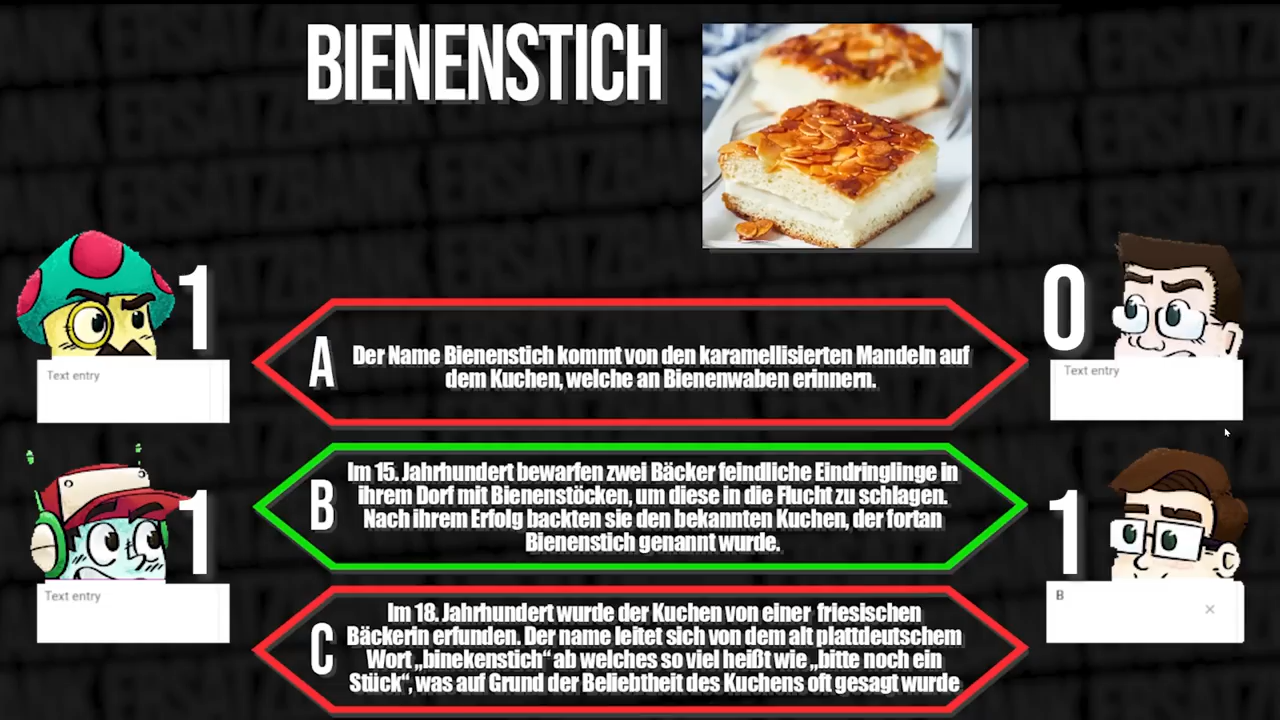 BIENENSTICH
1
0
Text entry
Text entry
A
Der Name Bienenstich kommt von den karamellisierten Mandeln auf
dem Kuchen, welche an Bienenwaben erinnern.
1
1
Text entry
B
B
Im 15. Jahrhundert bewarfen zwei Bäcker feindliche Eindringlinge in
ihrem Dorf mit Bienenstöcken, um diese in die Flucht zu schlagen.
Nach ihrem Erfolg backten sie den bekannten Kuchen, der fortan
Bienenstich genannt wurde.
C
Im 18. Jahrhundert wurde der Kuchen von einer friesischen
Bäckerin erfunden. Der name leitet sich von dem alt plattdeutschem
Wort „binekenstich“ ab welches so viel heißt wie „bitte noch ein
Stück“, was auf Grund der Beliebtheit des Kuchens oft gesagt wurde